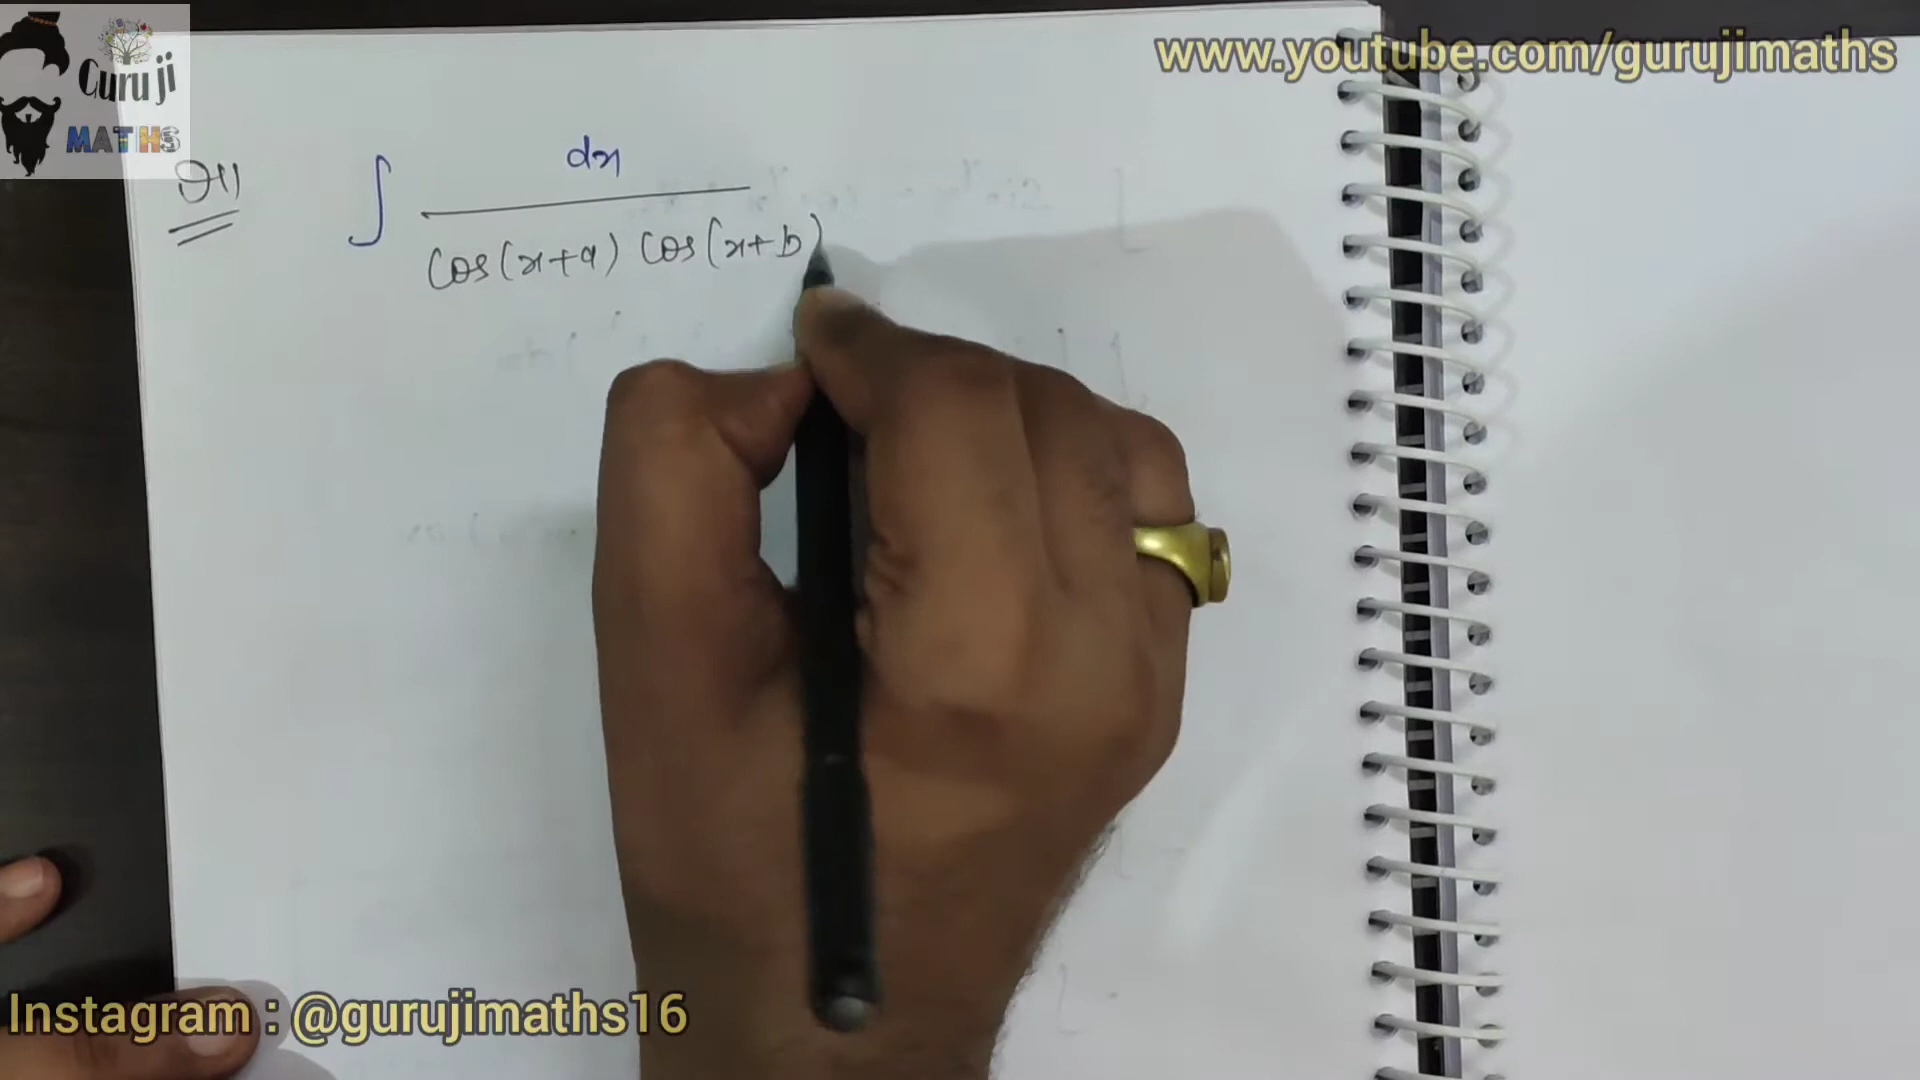 www.youtube.com/gurujimaths
Guru ji
MATHS
∫ dx
cos(x+a) cos(x+b)
Instagram : @gurujimaths16